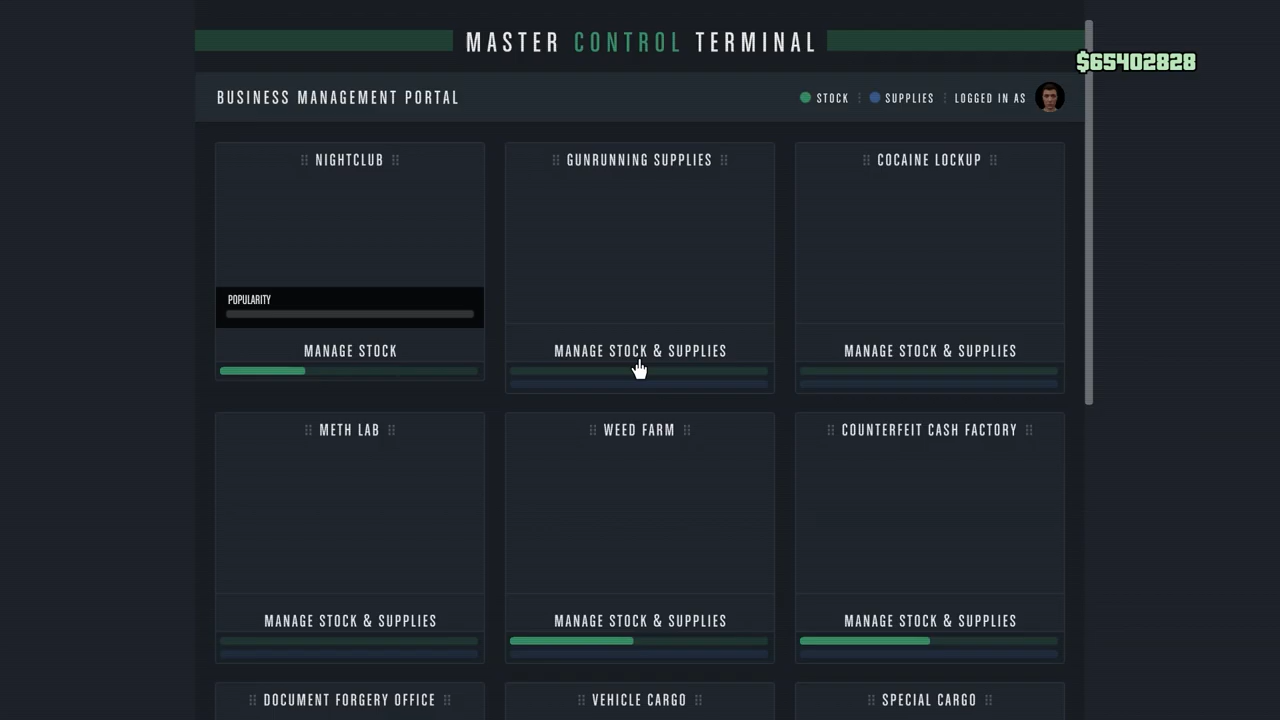 MASTER CONTROL TERMINAL
$65402828
BUSINESS MANAGEMENT PORTAL
STOCK
SUPPLIES
LOGGED IN AS
NIGHTCLUB
GUNRUNNING SUPPLIES
COCAINE LOCKUP
POPULARITY
MANAGE STOCK
MANAGE STOCK & SUPPLIES
MANAGE STOCK & SUPPLIES
METH LAB
WEED FARM
COUNTERFEIT CASH FACTORY
MANAGE STOCK & SUPPLIES
MANAGE STOCK & SUPPLIES
MANAGE STOCK & SUPPLIES
DOCUMENT FORGERY OFFICE
VEHICLE CARGO
SPECIAL CARGO